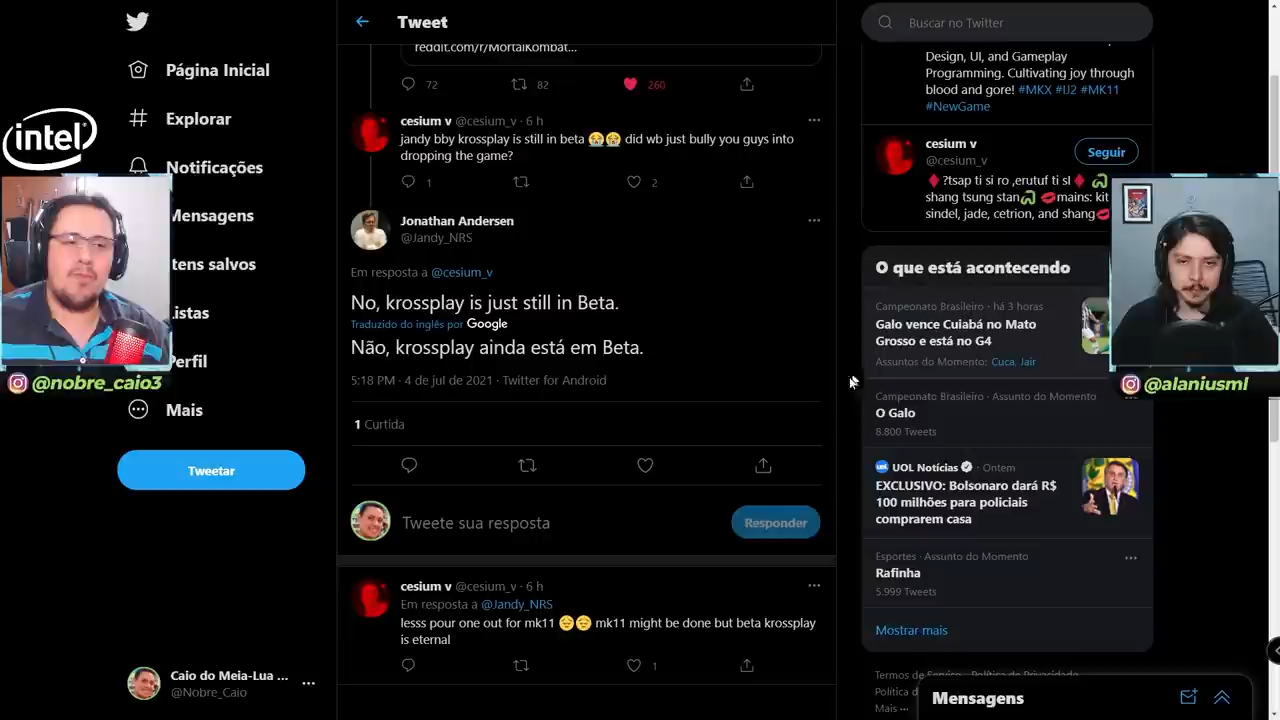 Tweet
Buscar no Twitter
Página Inicial
Explorar
Notificações
Mensagens
Itens salvos
Listas
Perfil
Mais
Tweetar
Caio do Meia-Lua ...
@Nobre_Caio
intel
@nobre_caio3
reddit.com/r/MortalKombat...
72
82
260
cesium v @cesium_v · 6 h
jandy bby krossplay is still in beta 😭😭 did wb just bully you guys into
dropping the game?
1
2
Jonathan Andersen
@Jandy_NRS
Em resposta a @cesium_v
No, krossplay is just still in Beta.
Traduzido do inglês por Google
Não, krossplay ainda está em Beta.
5:18 PM · 4 de jul de 2021 · Twitter for Android
1 Curtida
Tweete sua resposta
Responder
cesium v @cesium_v · 6 h
Em resposta a @Jandy_NRS
lesss pour one out for mk11 😔😔 mk11 might be done but beta krossplay
is eternal
1
Design, UI, and Gameplay
Programming. Cultivating joy through
blood and gore! #MKX #IJ2 #MK11
#NewGame
cesium v
@cesium_v
Seguir
♦️?tsap ti si ro ,erutuf ti sI♦️
shang tsung stan 💋mains: kit
sindel, jade, cetrion, and shang💋
@alaniusml
O que está acontecendo
Campeonato Brasileiro · há 3 horas
Galo vence Cuiabá no Mato
Grosso e está no G4
Assuntos do Momento: Cuca, Jair
Campeonato Brasileiro · Assunto do Momento
O Galo
8.800 Tweets
UOL Notícias · Ontem
EXCLUSIVO: Bolsonaro dará R$
100 milhões para policiais
comprarem casa
Esportes · Assunto do Momento
Rafinha
5.999 Tweets
Mostrar mais
Termos de Serviço Política de Privacidade
Política d
Mais ...
Mensagens